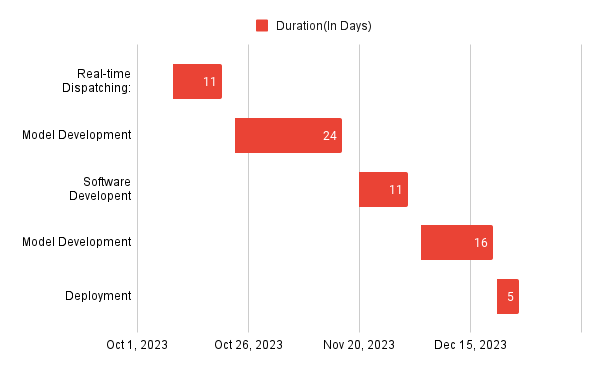 Duration(In Days)
Real-time
Dispatching:
11
Model Development
24
Software
Developent
11
Model Development
16
Deployment
5
Oct 1, 2023
Oct 26, 2023
Nov 20, 2023
Dec 15, 2023